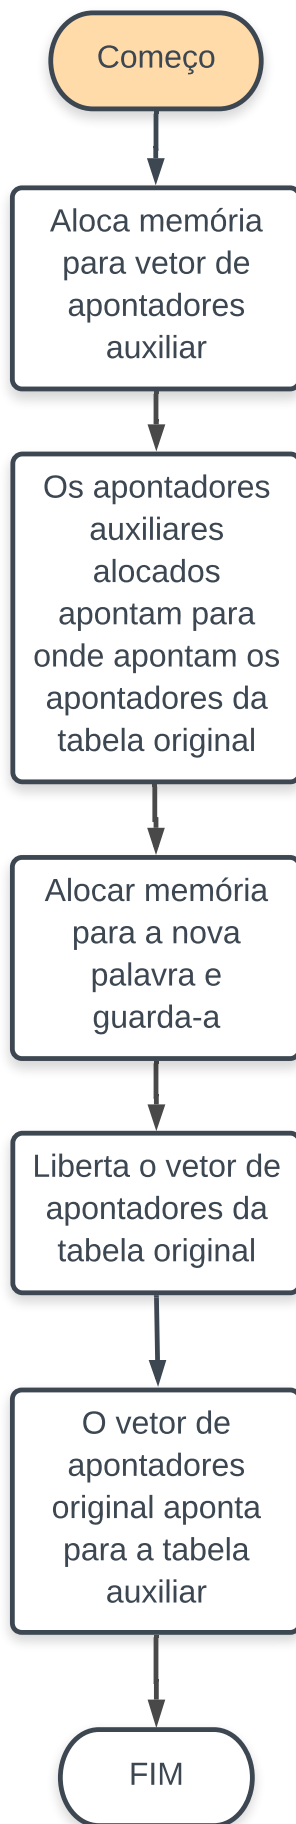 Começo
Aloca memória
para vetor de
apontadores
auxiliar
Os apontadores
auxiliares
alocados
apontam para
onde apontam os
apontadores da
tabela original
Alocar memória
para a nova
palavra e
guarda-a
Liberta o vetor de
apontadores da
tabela original
O vetor de
apontadores
original aponta
para a tabela
auxiliar
FIM